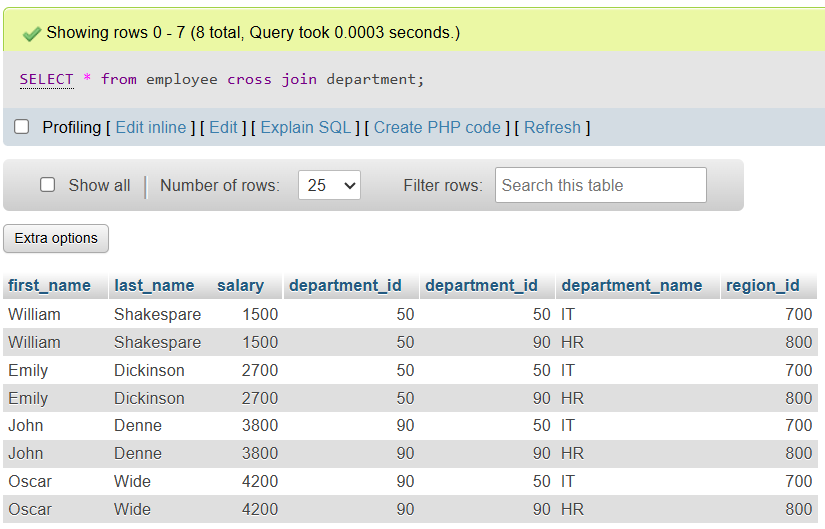 Showing rows 0 - 7 (8 total, Query took 0.0003 seconds.)
SELECT * from employee cross join department;
Profiling [ Edit inline ] [ Edit ] [ Explain SQL ] [ Create PHP code ] [ Refresh ]
Show all | Number of rows: 25 Filter rows: Search this table
Extra options
first_name last_name salary department_id department_id department_name region_id
William Shakespare 1500 50 50 IT 700
William Shakespare 1500 50 90 HR 800
Emily Dickinson 2700 50 50 IT 700
Emily Dickinson 2700 50 90 HR 800
John Denne 3800 90 50 IT 700
John Denne 3800 90 90 HR 800
Oscar Wide 4200 90 50 IT 700
Oscar Wide 4200 90 90 HR 800